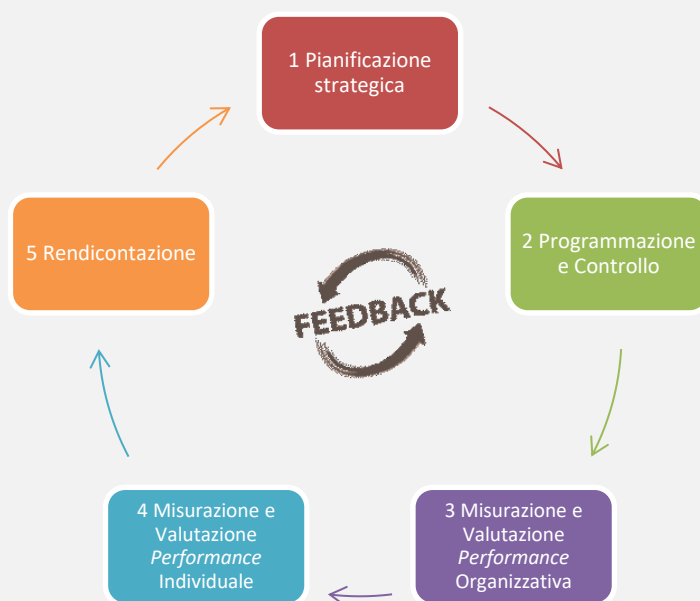 1 Pianificazione
strategica
2 Programmazione
e Controllo
3 Misurazione e
Valutazione
Performance
Organizzativa
4 Misurazione e
Valutazione
Performance
Individuale
5 Rendicontazione
FEEDBACK